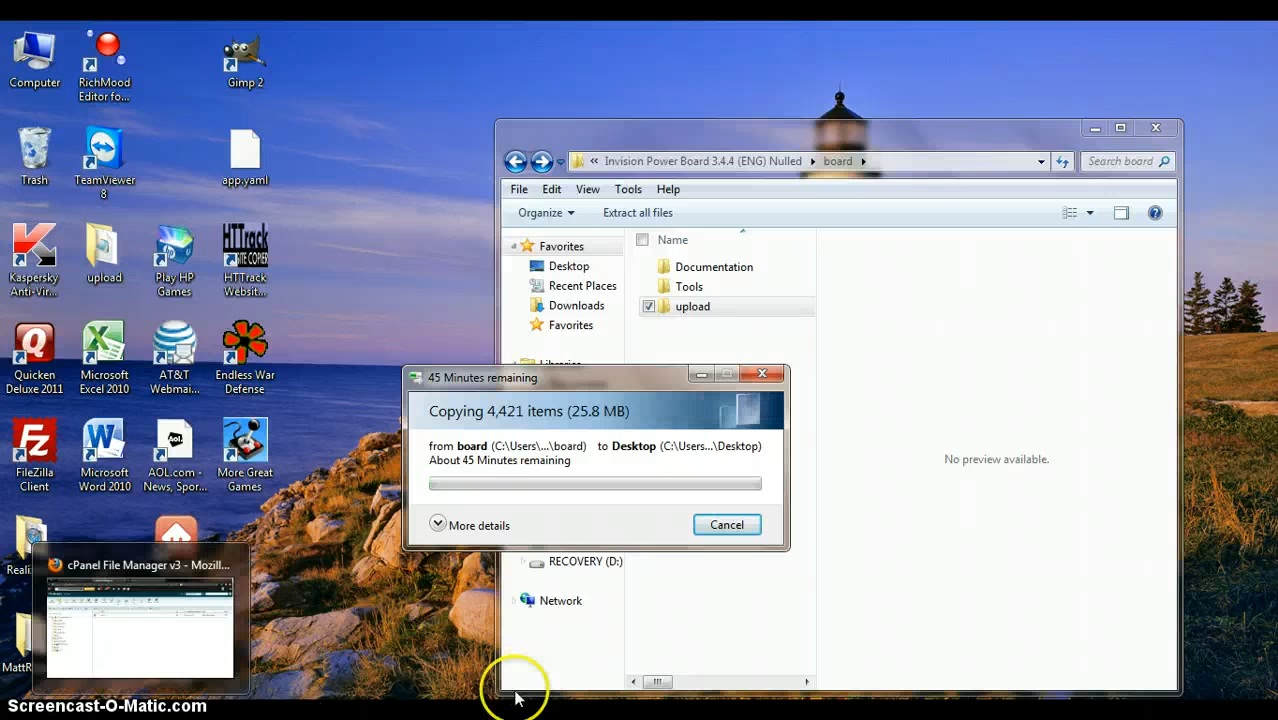 Computer
RichMood
Editor fo...
Gimp 2
Trash
TeamViewer
8
app.yaml
Kaspersky
Anti-Vir...
upload
Play HP
Games
HTTrack
SITE COPIER
HTTrack
Websit...
Quicken
Deluxe 2011
Microsoft
Excel 2010
AT&T
Webmai...
Endless War
Defense
FileZilla
Client
Microsoft
Word 2010
Aol.
AOL.com -
News, Spor...
More Great
Games
Reali
MattR
cPanel File Manager v3 - Mozill...
« Invision Power Board 3.4.4 (ENG) Nulled
board
Search board
File
Edit
View
Tools
Help
Organize
Extract all files
Favorites
Desktop
Recent Places
Downloads
Favorites
Libraries
RECOVERY (D:)
Network
Name
Documentation
Tools
upload
No preview available.
45 Minutes remaining
Copying 4,421 items (25.8 MB)
from board (C:\Users\...\board) to Desktop (C:\Users...\Desktop)
About 45 Minutes remaining
More details
Cancel
Screencast-O-Matic.com